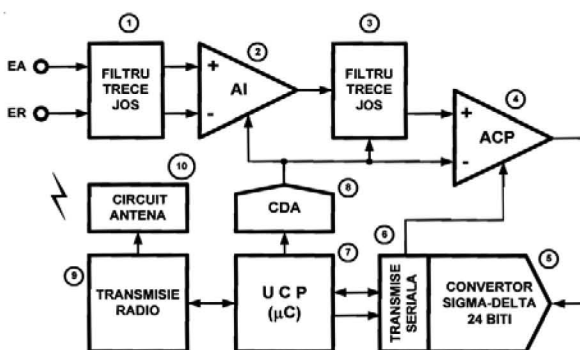 1
2
3
EA
ER
FILTRU
TRECE
JOS
+
-
AI
FILTRU
TRECE
JOS
4
+
-
ACP
10
CIRCUIT
ANTENA
8
CDA
6
7
9
5
TRANSMISIE
RADIO
U C P
(µC)
TRANSMISE
SERIALA
CONVERTOR
SIGMA-DELTA
24 BITI